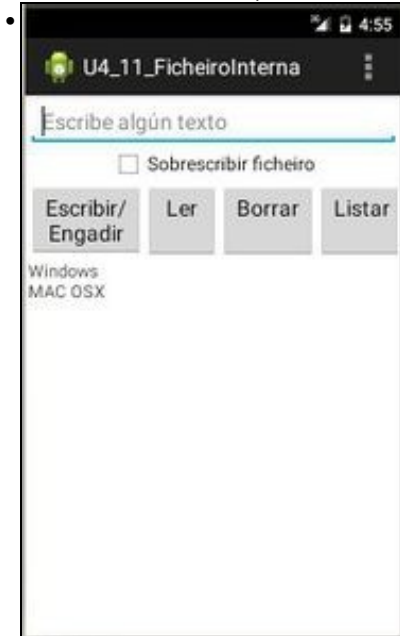 4:55
U4_11_FicheiroInterna
Escribe algún texto
Sobrescribir ficheiro
Escribir/
Engadir
Ler
Borrar
Listar
Windows
MAC OSX